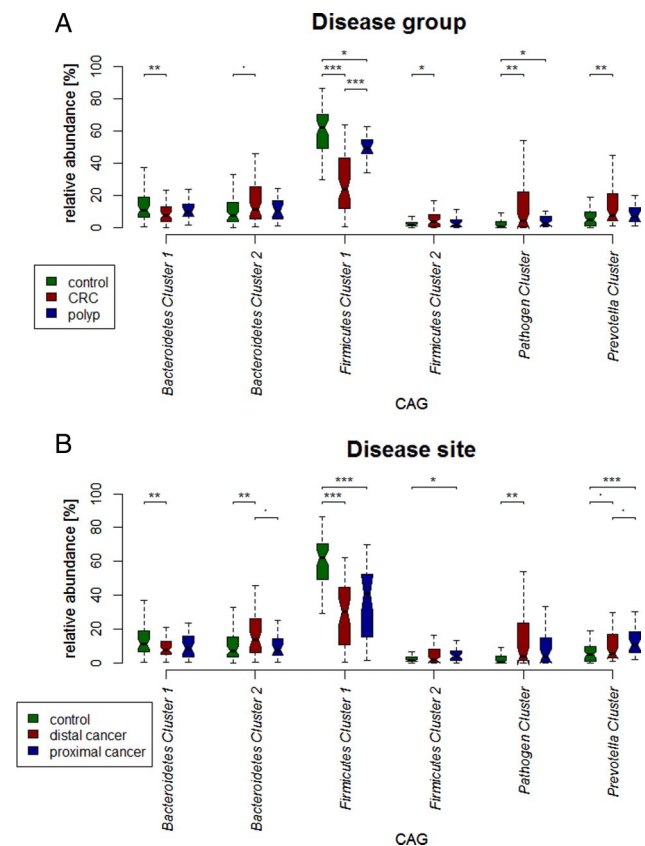 A
Disease group
relative abundance [%]
100
80
60
40
20
0
**
.
*
***
***
*
*
**
**
control
CRC
polyp
Bacteroidetes Cluster 1
Bacteroidetes Cluster 2
Firmicutes Cluster 1
Firmicutes Cluster 2
Pathogen Cluster
Prevotella Cluster
CAG
B
Disease site
relative abundance [%]
100
80
60
40
20
0
**
**
.
***
***
*
**
***
.
.
control
distal cancer
proximal cancer
Bacteroidetes Cluster 1
Bacteroidetes Cluster 2
Firmicutes Cluster 1
Firmicutes Cluster 2
Pathogen Cluster
Prevotella Cluster
CAG